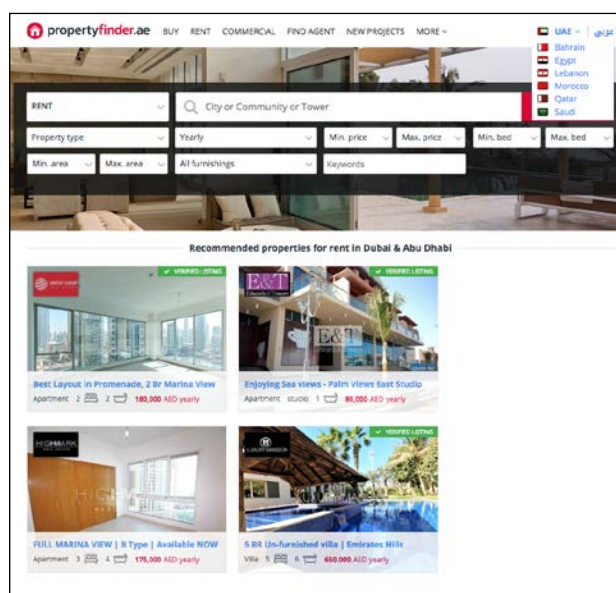 propertyfinder.ae BUY RENT COMMERCIAL FIND AGENT NEW PROJECTS MORE UAE عربي
Bahrain
Egypt
Lebanon
Morocco
Qatar
Saudi
RENT City or Community or Tower
Property type Yearly Min. price Max. price Min. bed Max. bed
Min. area Max. area All furnishings Keywords
Recommended properties for rent in Dubai & Abu Dhabi
VERIFIED LISTING
Best Layout in Promenade, 2 Br Marina View
Apartment 2 2 180,000 AED yearly
E&T
VERIFIED LISTING
E&T
Enjoying Sea views - Palm Views East Studio
Apartment studio 1 80,000 AED yearly
HIGHMARK
FULL MARINA VIEW | B Type | Available NOW
Apartment 3 4 175,000 AED yearly
VERIFIED LISTING
5 BR Un-furnished villa | Emirates Hills
Villa 5 6 650,000 AED yearly